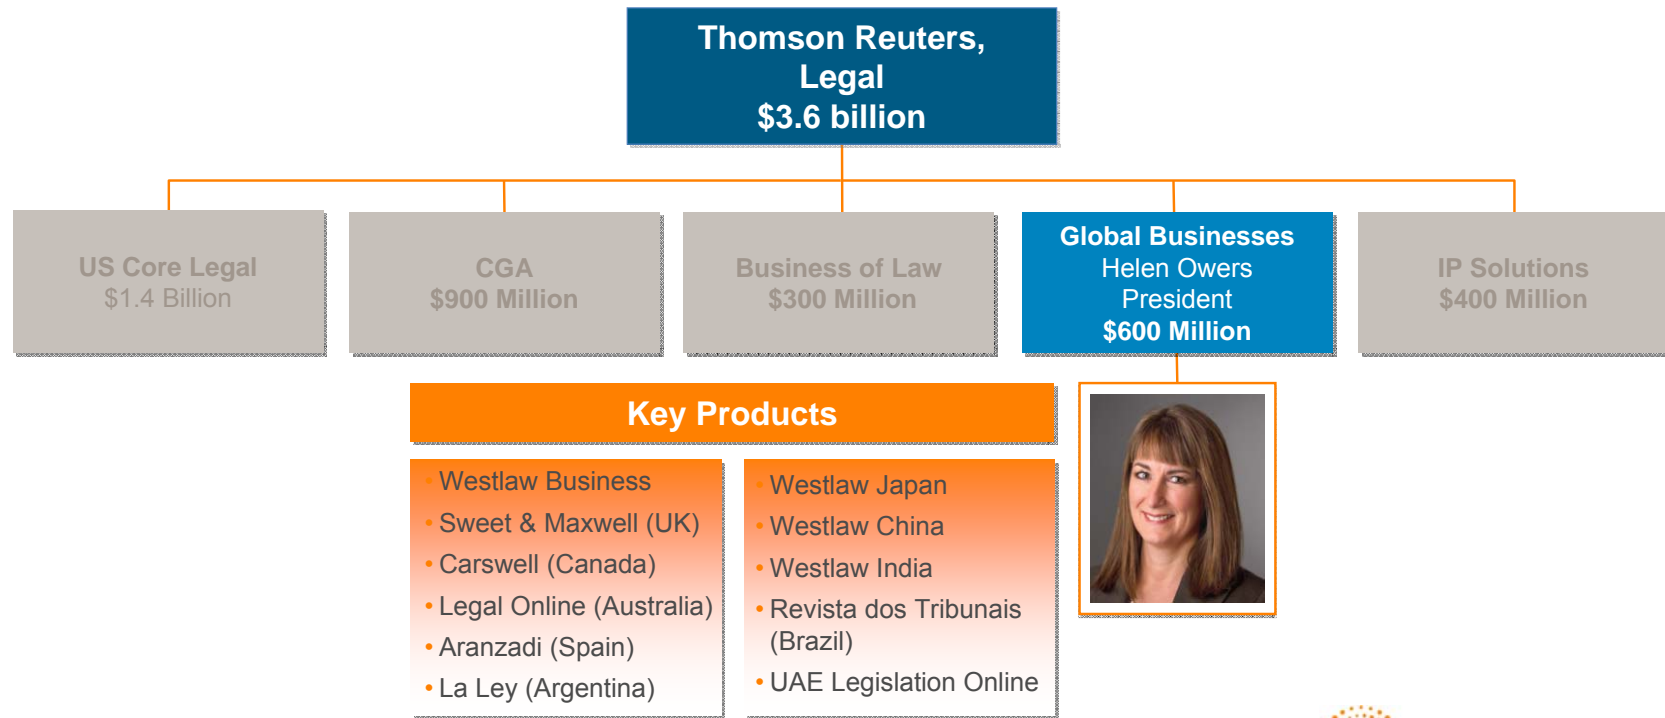 Thomson Reuters,
Legal
$3.6 billion
US Core Legal
$1.4 Billion
CGA
$900 Million
Business of Law
$300 Million
Global Businesses
Helen Owers
President
$600 Million
IP Solutions
$400 Million
Key Products
• Westlaw Business
• Sweet & Maxwell (UK)
• Carswell (Canada)
• Legal Online (Australia)
• Aranzadi (Spain)
• La Ley (Argentina)
• Westlaw Japan
• Westlaw China
• Westlaw India
• Revista dos Tribunais
(Brazil)
• UAE Legislation Online